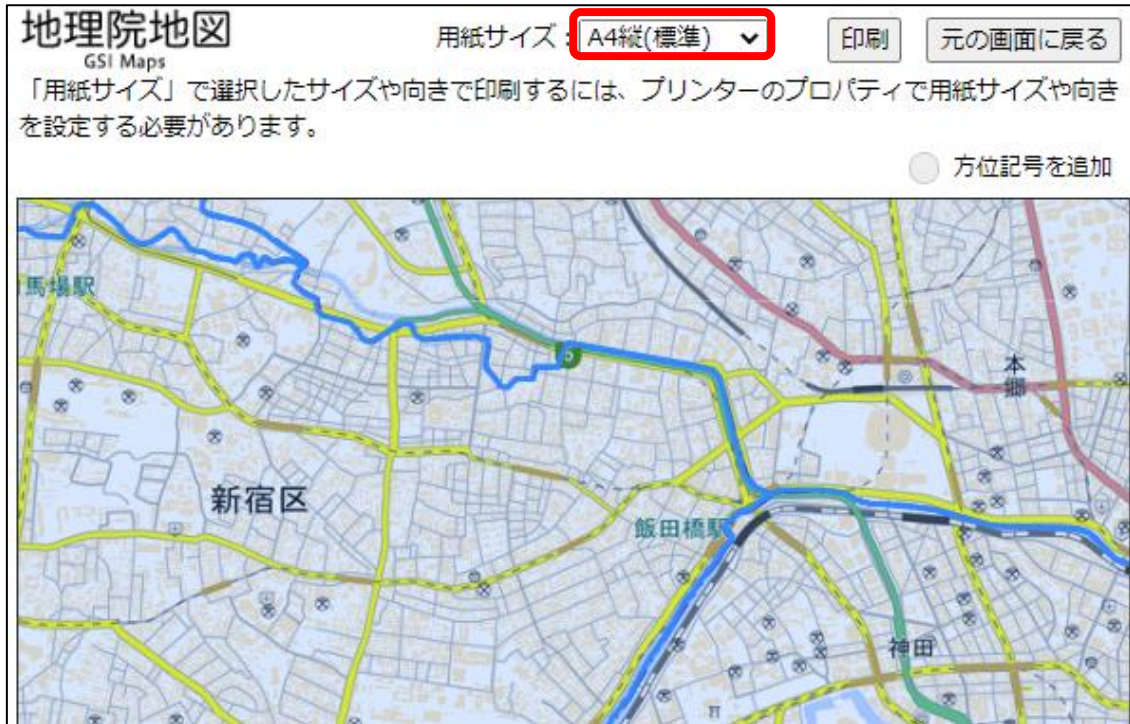 地理院地図
GSI Maps
用紙サイズ：A4縦(標準)
印刷
元の画面に戻る
「用紙サイズ」で選択したサイズや向きで印刷するには、プリンターのプロパティで用紙サイズや向き
を設定する必要があります。
方位記号を追加
馬場駅
本郷
新宿区
飯田橋駅
神田